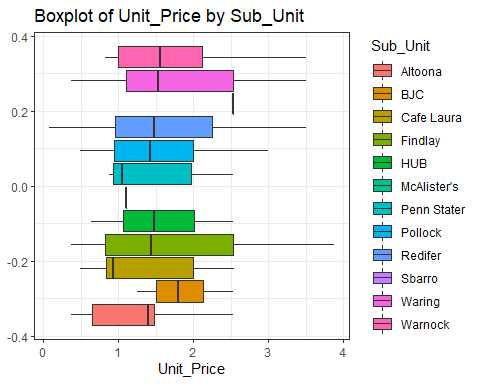 Boxplot of Unit_Price by Sub_Unit
0.4
0.2
0.0
-0.2
-0.4
0
1
2
3
4
Unit_Price
Sub_Unit
Altoona
BJC
Cafe Laura
Findlay
HUB
McAlister's
Penn Stater
Pollock
Redifer
Sbarro
Waring
Warnock